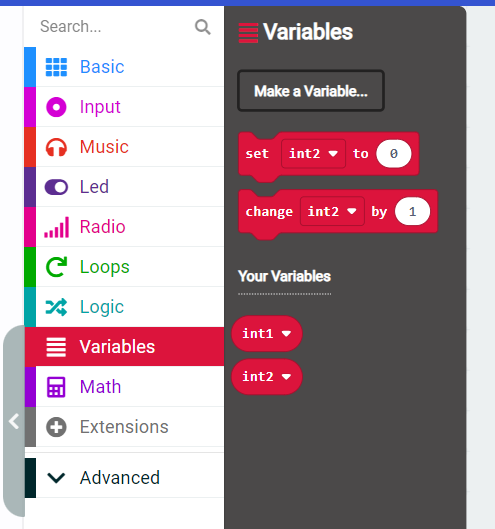 Search...
Basic
Input
Music
Led
Radio
Loops
Logic
Variables
Math
Extensions
Advanced
Variables
Make a Variable...
set int2 to 0
change int2 by 1
Your Variables
int1
int2